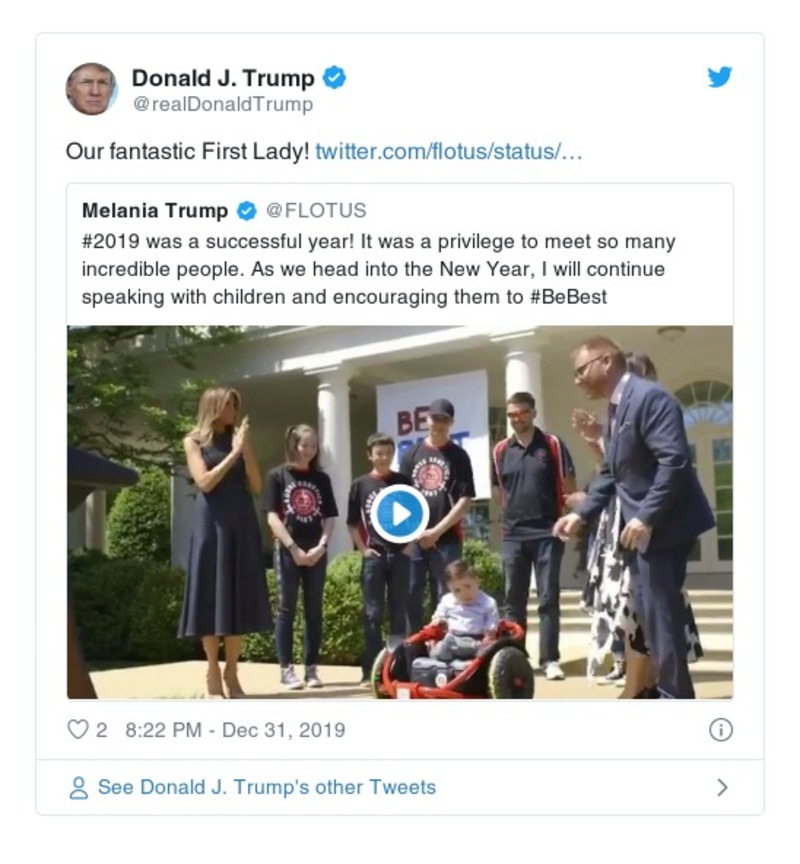 Donald J. Trump
@realDonaldTrump
Our fantastic First Lady! twitter.com/flotus/status/…
Melania Trump @FLOTUS
#2019 was a successful year! It was a privilege to meet so many
incredible people. As we head into the New Year, I will continue
speaking with children and encouraging them to #BeBest
BE
2 8:22 PM - Dec 31, 2019
See Donald J. Trump's other Tweets